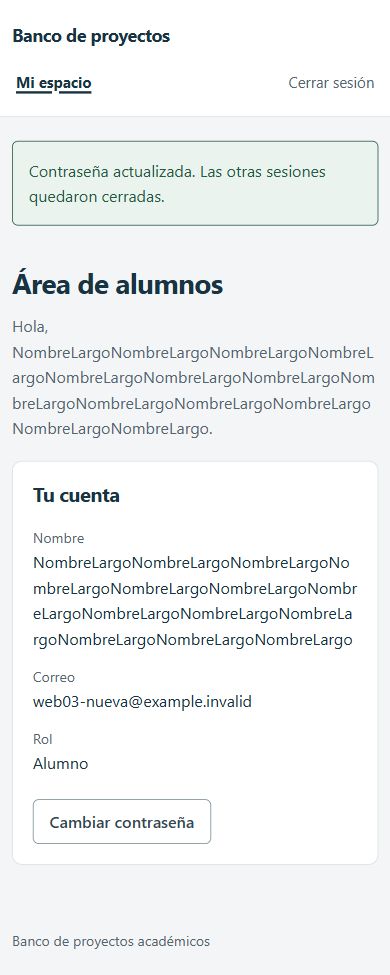 Banco de proyectos
Mi espacio
Cerrar sesión
Contraseña actualizada. Las otras sesiones
quedaron cerradas.
Área de alumnos
Hola,
NombreLargoNombreLargoNombreLargoNombreL
argoNombreLargoNombreLargoNombreLargoNom
breLargoNombreLargoNombreLargoNombreLargo
NombreLargoNombreLargo.
Tu cuenta
Nombre
NombreLargoNombreLargoNombreLargoNo
mbreLargoNombreLargoNombreLargoNombr
eLargoNombreLargoNombreLargoNombreLa
rgoNombreLargoNombreLargoNombreLargo
Correo
web03-nueva@example.invalid
Rol
Alumno
Cambiar contraseña
Banco de proyectos académicos